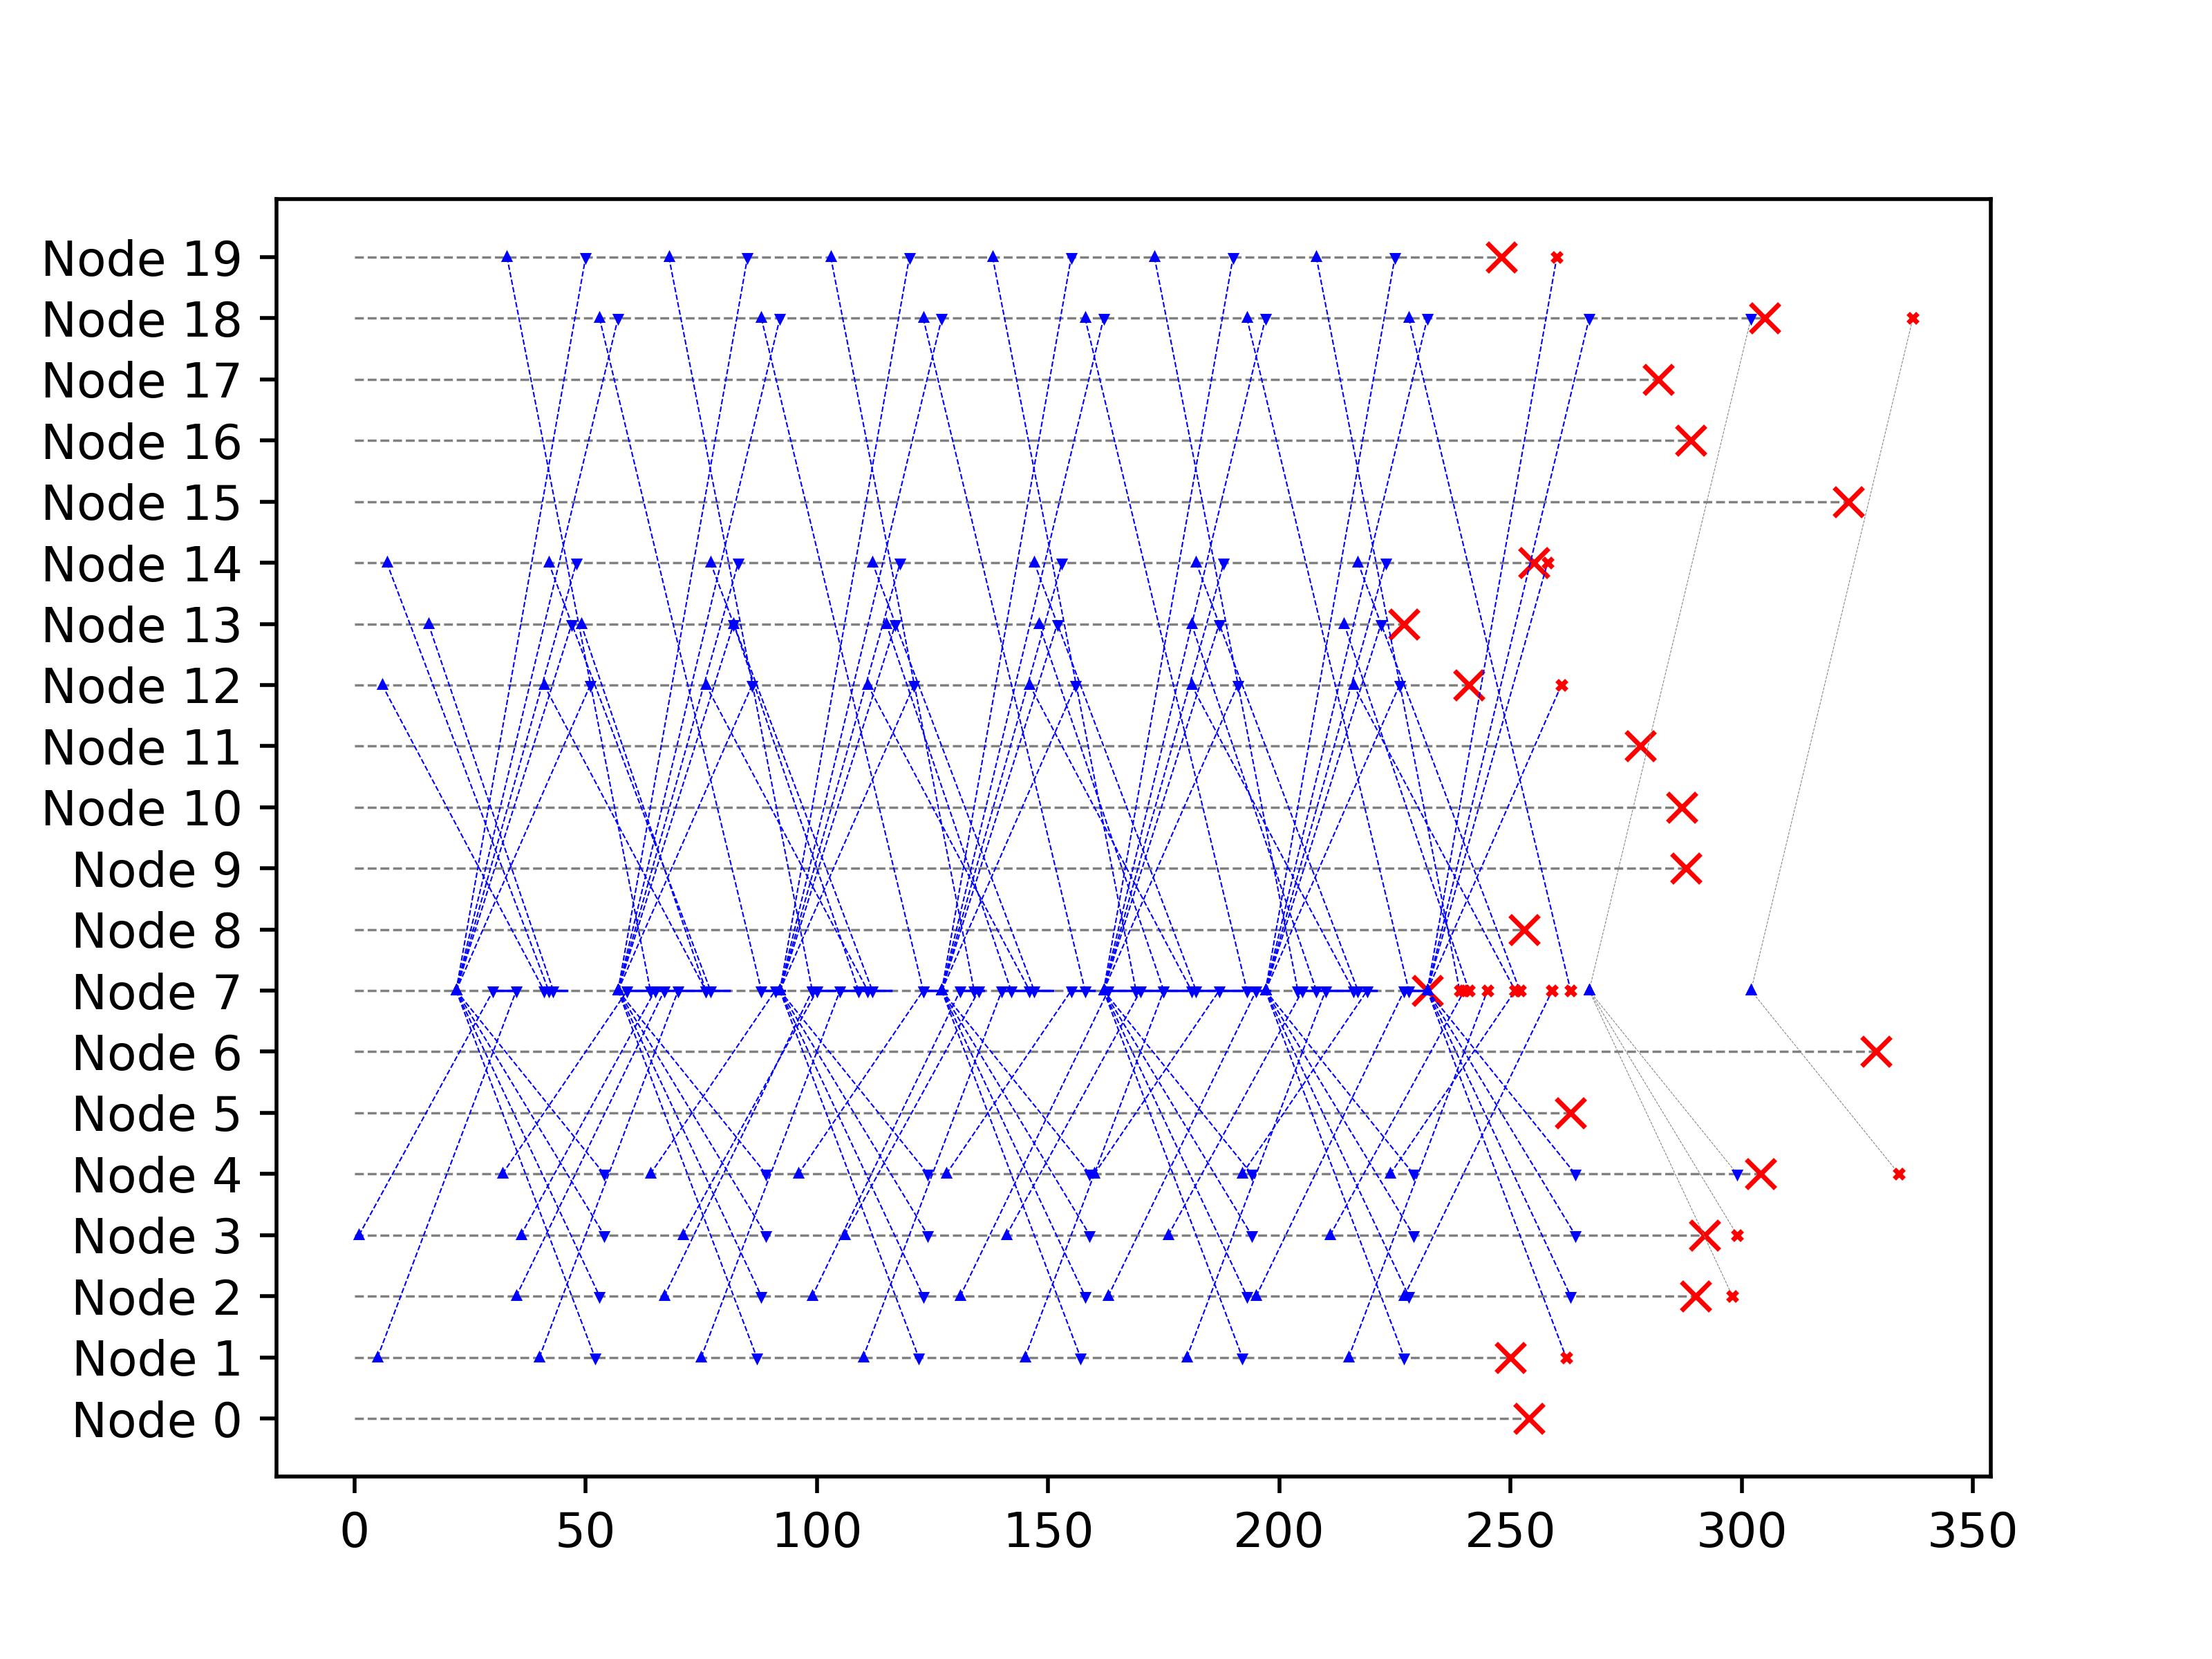 Node 19
Node 18
Node 17
Node 16
Node 15
Node 14
Node 13
Node 12
Node 11
Node 10
Node 9
Node 8
Node 7
Node 6
Node 5
Node 4
Node 3
Node 2
Node 1
Node 0
0 50 100 150 200 250 300 350